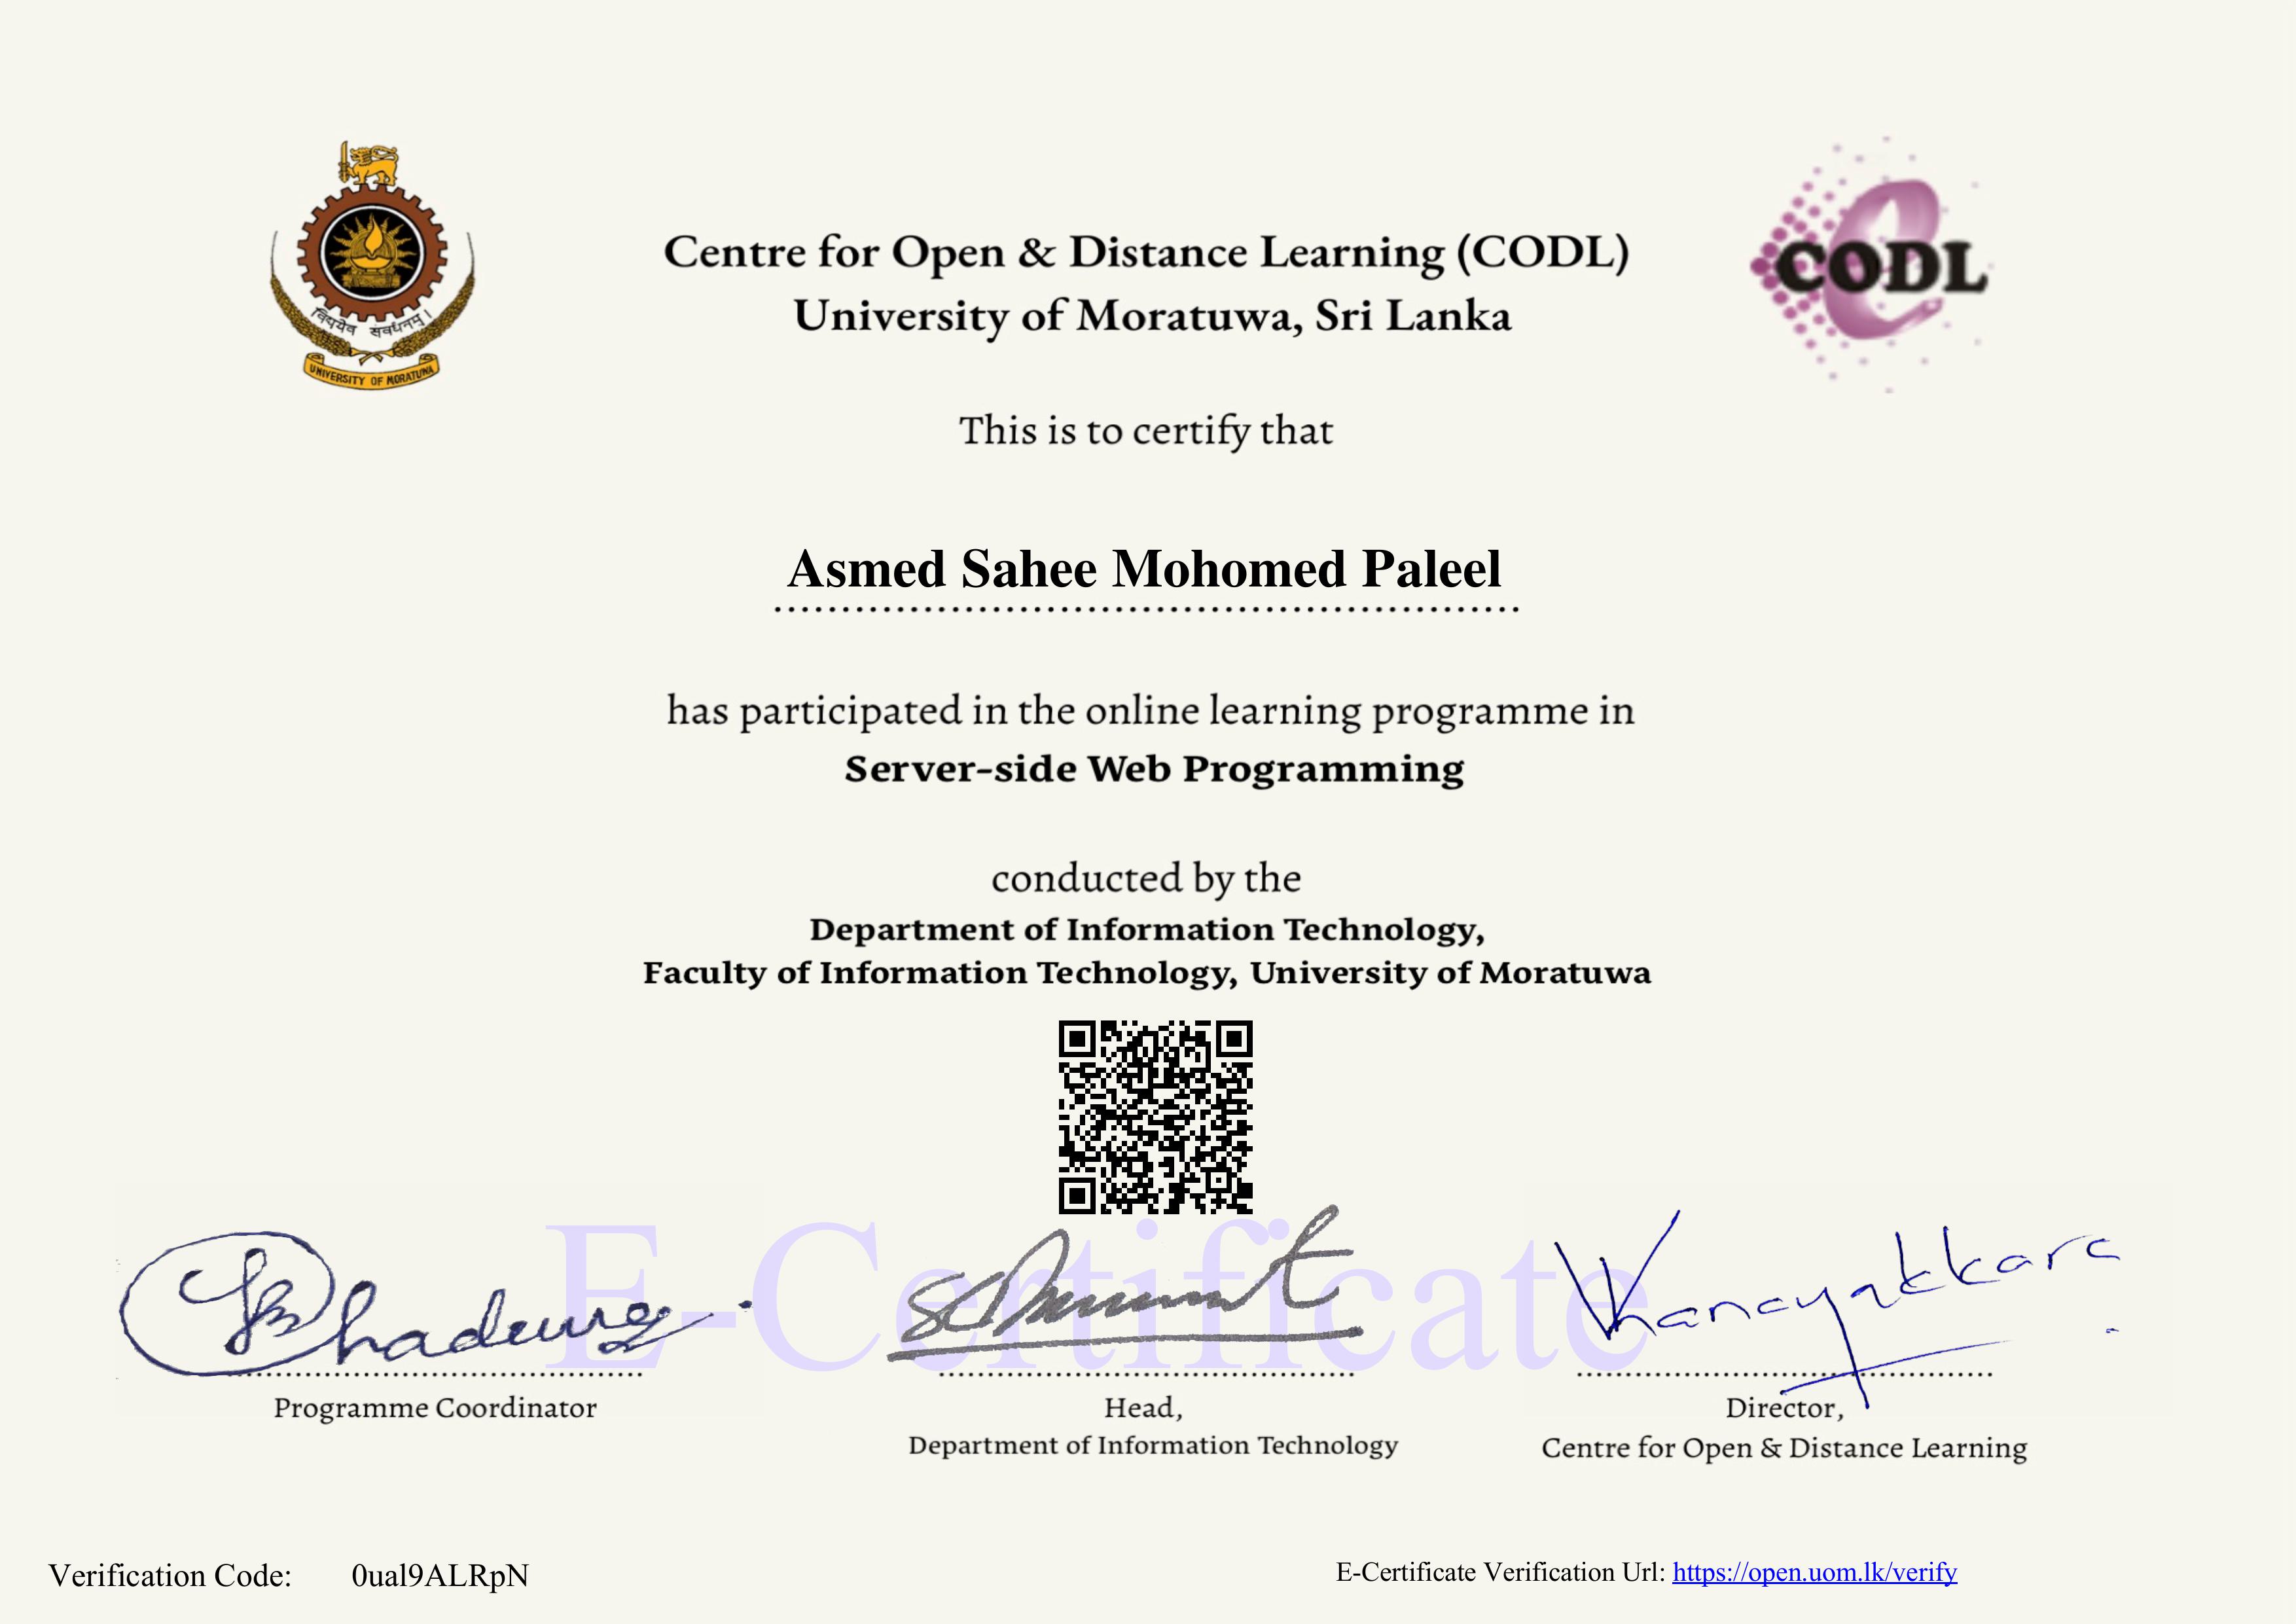 UNIVERSITY OF MORATUWA
CODL
Centre for Open & Distance Learning (CODL)
University of Moratuwa, Sri Lanka
This is to certify that
Asmed Sahee Mohomed Paleel
has participated in the online learning programme in
Server-side Web Programming
conducted by the
Department of Information Technology,
Faculty of Information Technology, University of Moratuwa
E-Certificate
Programme Coordinator
Head,
Department of Information Technology
Director,
Centre for Open & Distance Learning
Verification Code: 0ual9ALRpN
E-Certificate Verification Url: https://open.uom.lk/verify